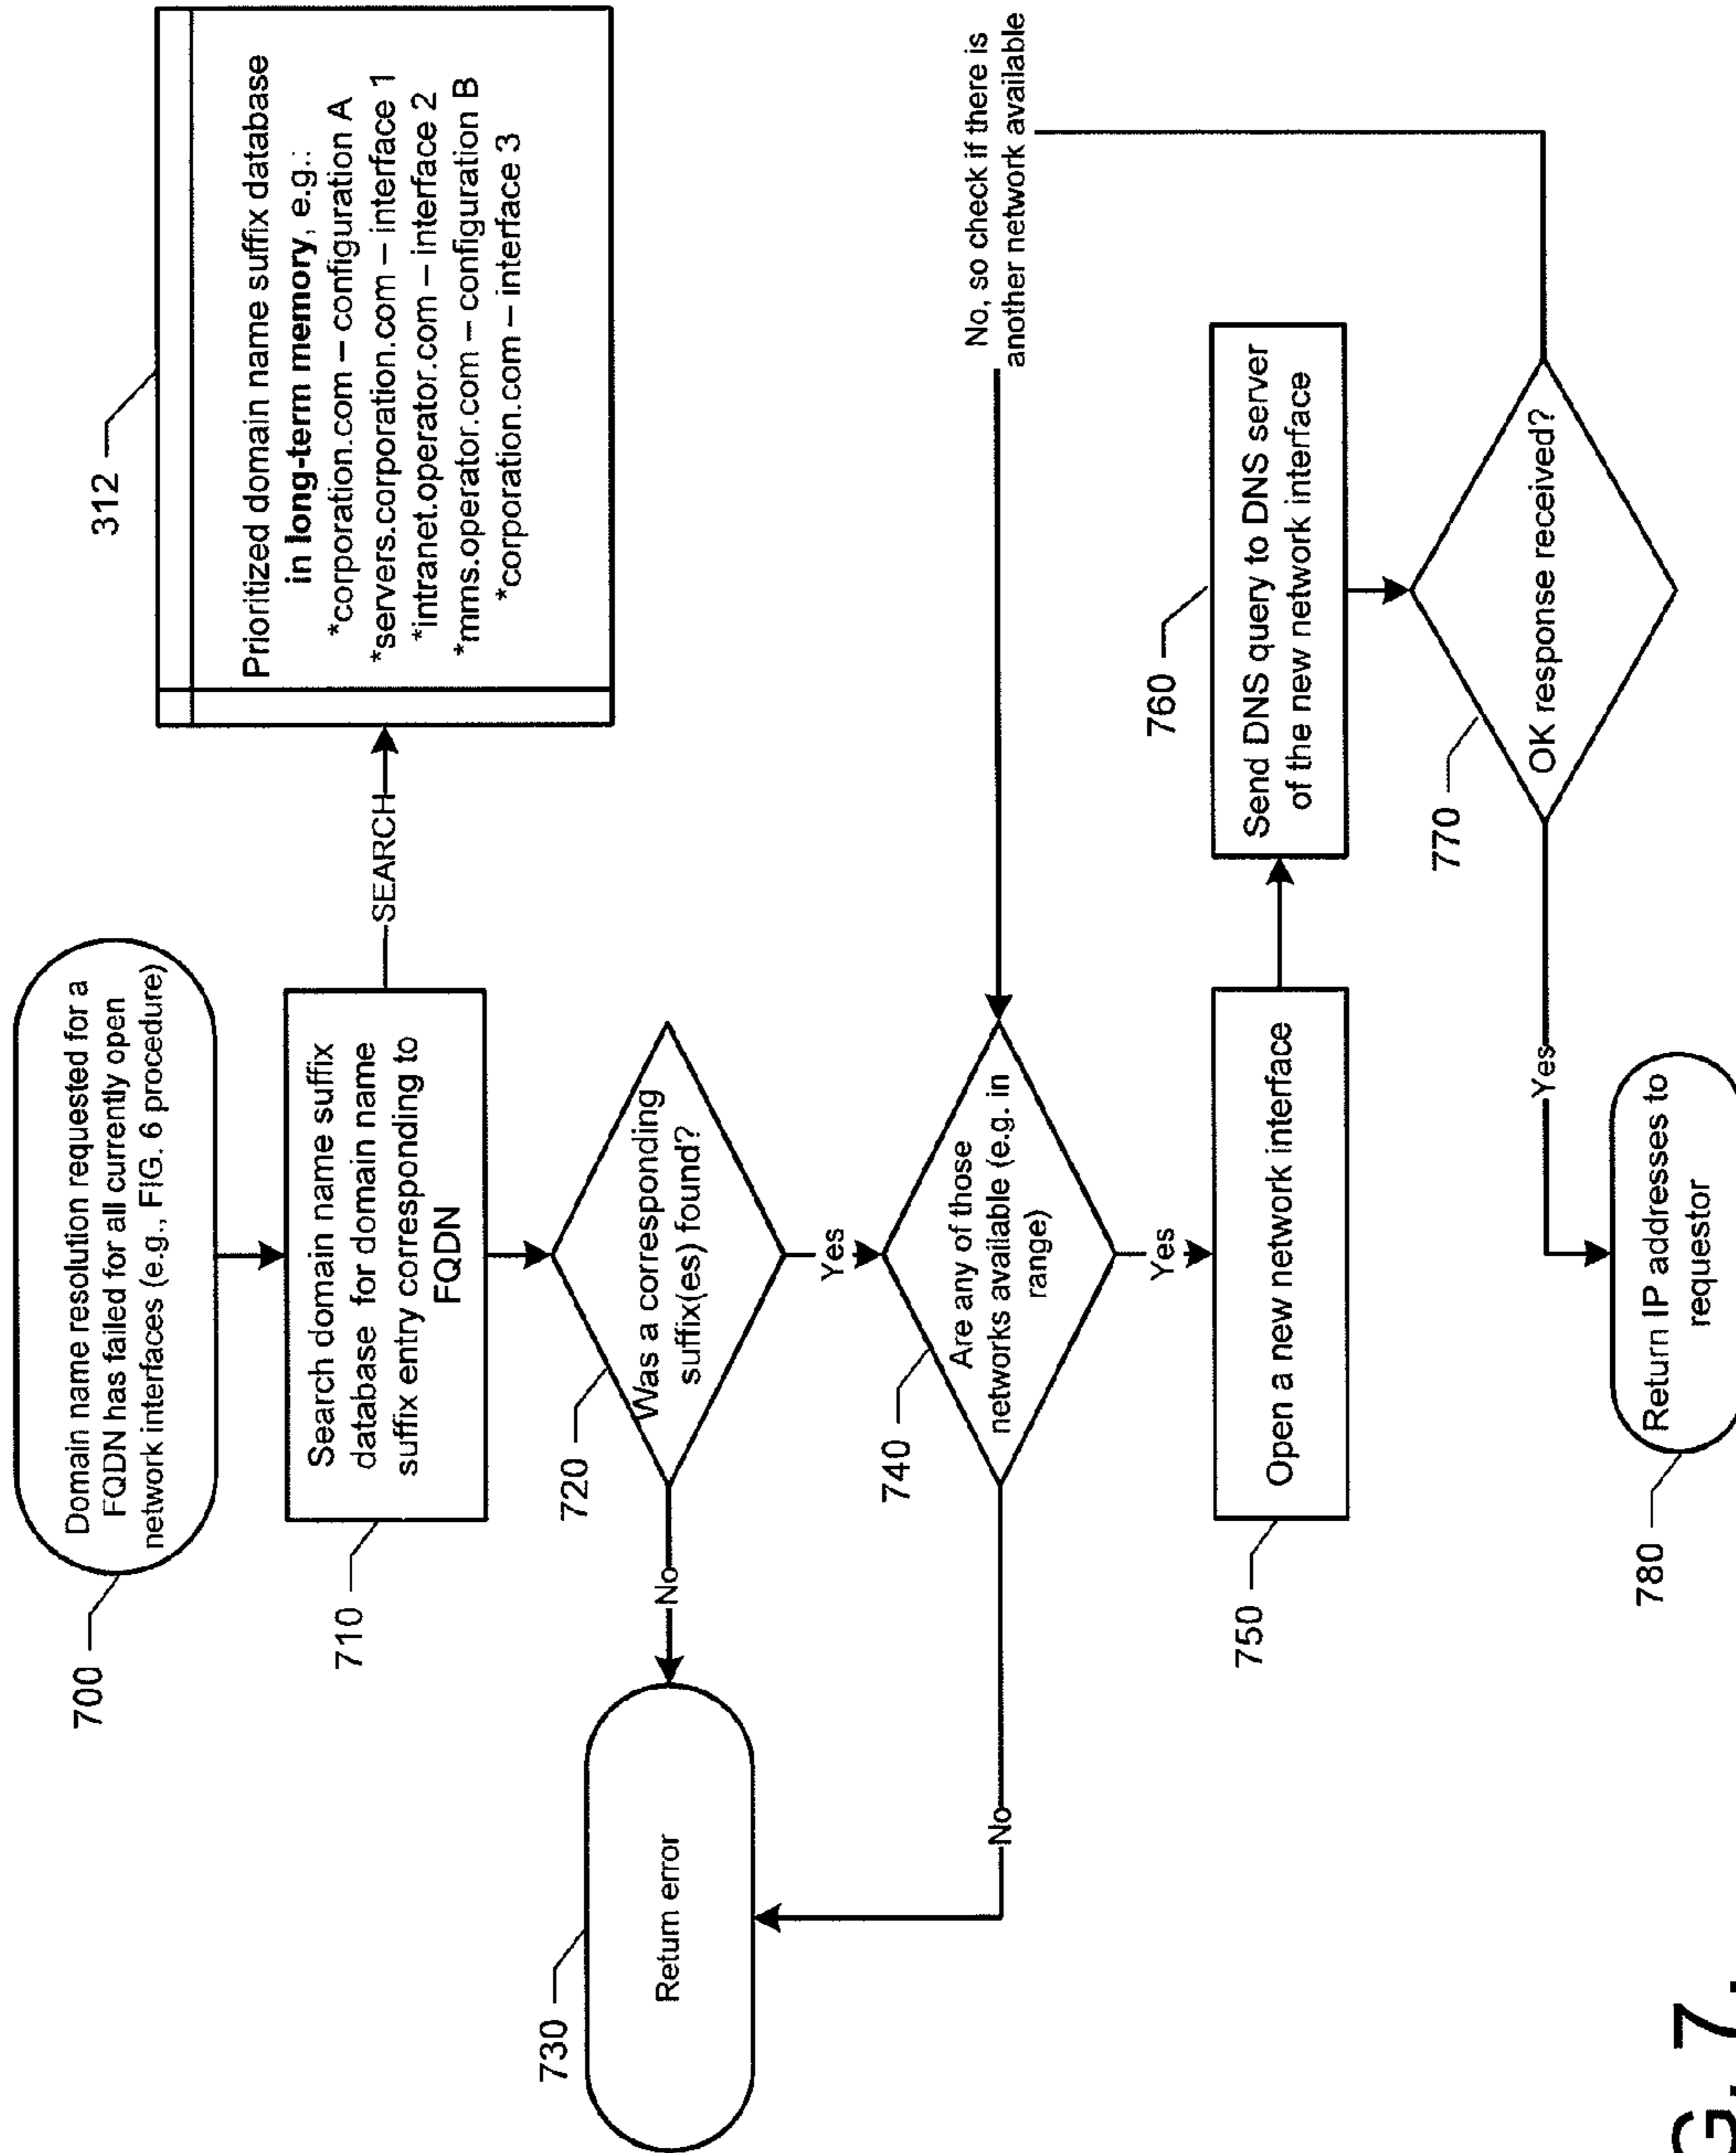 700
Domain name resolution requested for a
FQDN has failed for all currently open
network interfaces (e.g., FIG. 6 procedure)
710
Search domain name suffix
database for domain name
suffix entry corresponding to
FQDN
SEARCH
312
Prioritized domain name suffix database
in long-term memory, e.g.:
*corporation.com – configuration A
*servers.corporation.com – interface 1
*intranet.operator.com – interface 2
*mms.operator.com – configuration B
*corporation.com – interface 3
720
Was a corresponding
suffix(es) found?
No
730
Return error
Yes
740
Are any of those
networks available (e.g. in
range)
No
No, so check if there is
another network available
Yes
750
Open a new network interface
760
Send DNS query to DNS server
of the new network interface
770
OK response received?
Yes
780
Return IP addresses to
requestor
G. 7.